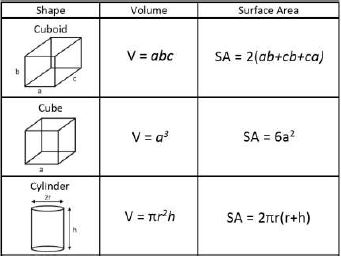 Shape Volume Surface Area
Cuboid
b
c
a
V = abc
SA = 2(ab+cb+ca)
Cube
a
V = a³
SA = 6a²
Cylinder
2r
h
V = πr²h
SA = 2πr(r+h)